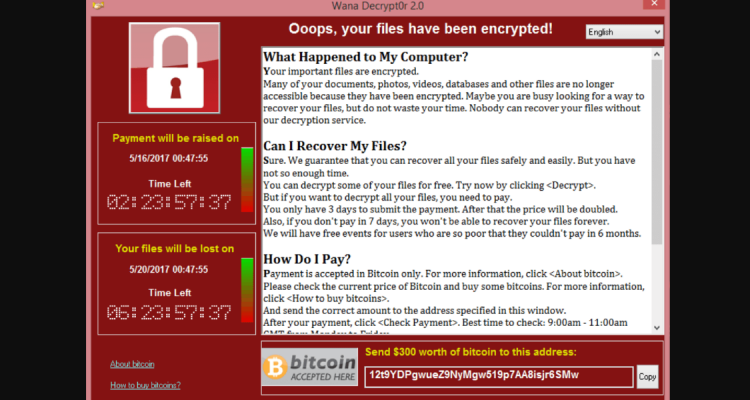 Wana Decrypt0r 2.0
Ooops, your files have been encrypted!
English
What Happened to My Computer?
Your important files are encrypted.
Many of your documents, photos, videos, databases and other files are no longer
accessible because they have been encrypted. Maybe you are busy looking for a way to
recover your files, but do not waste your time. Nobody can recover your files without
our decryption service.
Can I Recover My Files?
Sure. We guarantee that you can recover all your files safely and easily. But you have
not so enough time.
You can decrypt some of your files for free. Try now by clicking <Decrypt>.
But if you want to decrypt all your files, you need to pay.
You only have 3 days to submit the payment. After that the price will be doubled.
Also, if you don't pay in 7 days, you won't be able to recover your files forever.
We will have free events for users who are so poor that they couldn't pay in 6 months.
How Do I Pay?
Payment is accepted in Bitcoin only. For more information, click <About bitcoin>.
Please check the current price of Bitcoin and buy some bitcoins. For more information,
click <How to buy bitcoins>.
And send the correct amount to the address specified in this window.
After your payment, click <Check Payment>. Best time to check: 9:00am - 11:00am
GMT from Monday to Friday
Payment will be raised on
5/16/2017 00:47:55
Time Left
02:23:57:37
Your files will be lost on
5/20/2017 00:47:55
Time Left
06:23:57:37
About bitcoin
How to buy bitcoins?
bitcoin
ACCEPTED HERE
Send $300 worth of bitcoin to this address:
12t9YDPgwueZ9NyMgw519p7AA8isjr6SMw
Copy